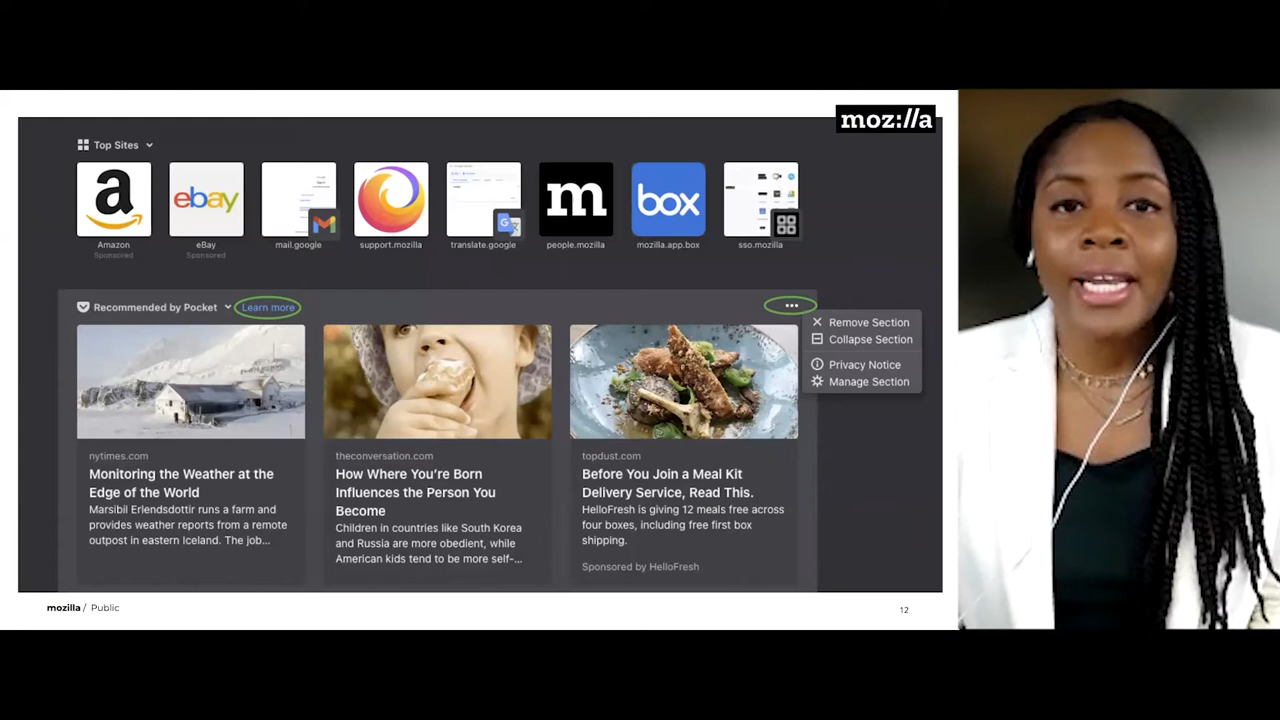 moz://a
Top Sites
a
ebay
m
box
Amazon
Sponsored
eBay
Sponsored
mail.google
support.mozilla
translate.google
people.mozilla
mozilla.app.box
sso.mozilla
Recommended by Pocket
Learn more
Remove Section
Collapse Section
Privacy Notice
Manage Section
nytimes.com
Monitoring the Weather at the
Edge of the World
Marsibil Erlendsdottir runs a farm and
provides weather reports from a remote
outpost in eastern Iceland. The job...
theconversation.com
How Where You're Born
Influences the Person You
Become
Children in countries like South Korea
and Russia are more obedient, while
American kids tend to be more self-...
topdust.com
Before You Join a Meal Kit
Delivery Service, Read This.
HelloFresh is giving 12 meals free across
four boxes, including free first box
shipping.
Sponsored by HelloFresh
mozilla / Public
12